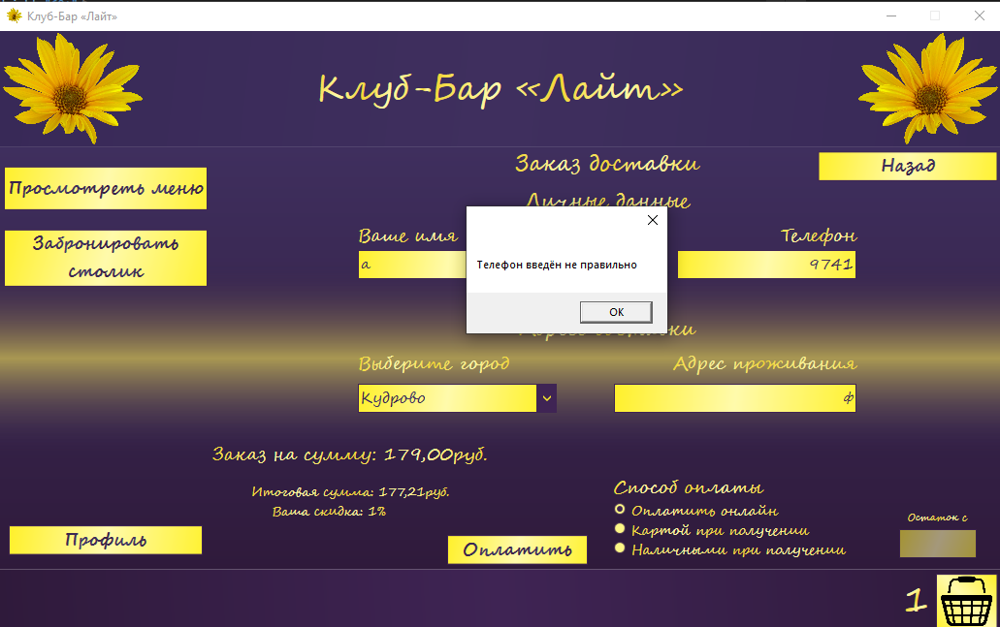 Клуб-Бар «Лайт»
Клуб-Бар «Лайт»
Заказ доставки
Назад
Просмотреть меню
Личные данные
Забронировать
столик
Ваше имя
Телефон
а
9741
Телефон введён не правильно
OK
Выберите город
Адрес проживания
Кудрово
ф
Заказ на сумму: 179,00руб.
Итоговая сумма: 177,21руб.
Ваша скидка: 1%
Способ оплаты
Оплатить онлайн
Картой при получении
Наличными при получении
Остаток с
Профиль
Оплатить
1